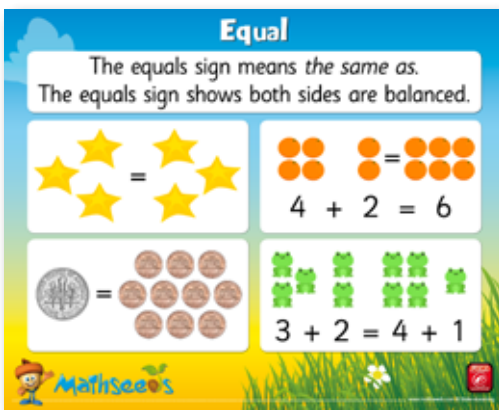 Equal
The equals sign means the same as.
The equals sign shows both sides are balanced.
=
=
4 + 2 = 6
=
3 + 2 = 4 + 1
Mathseeds